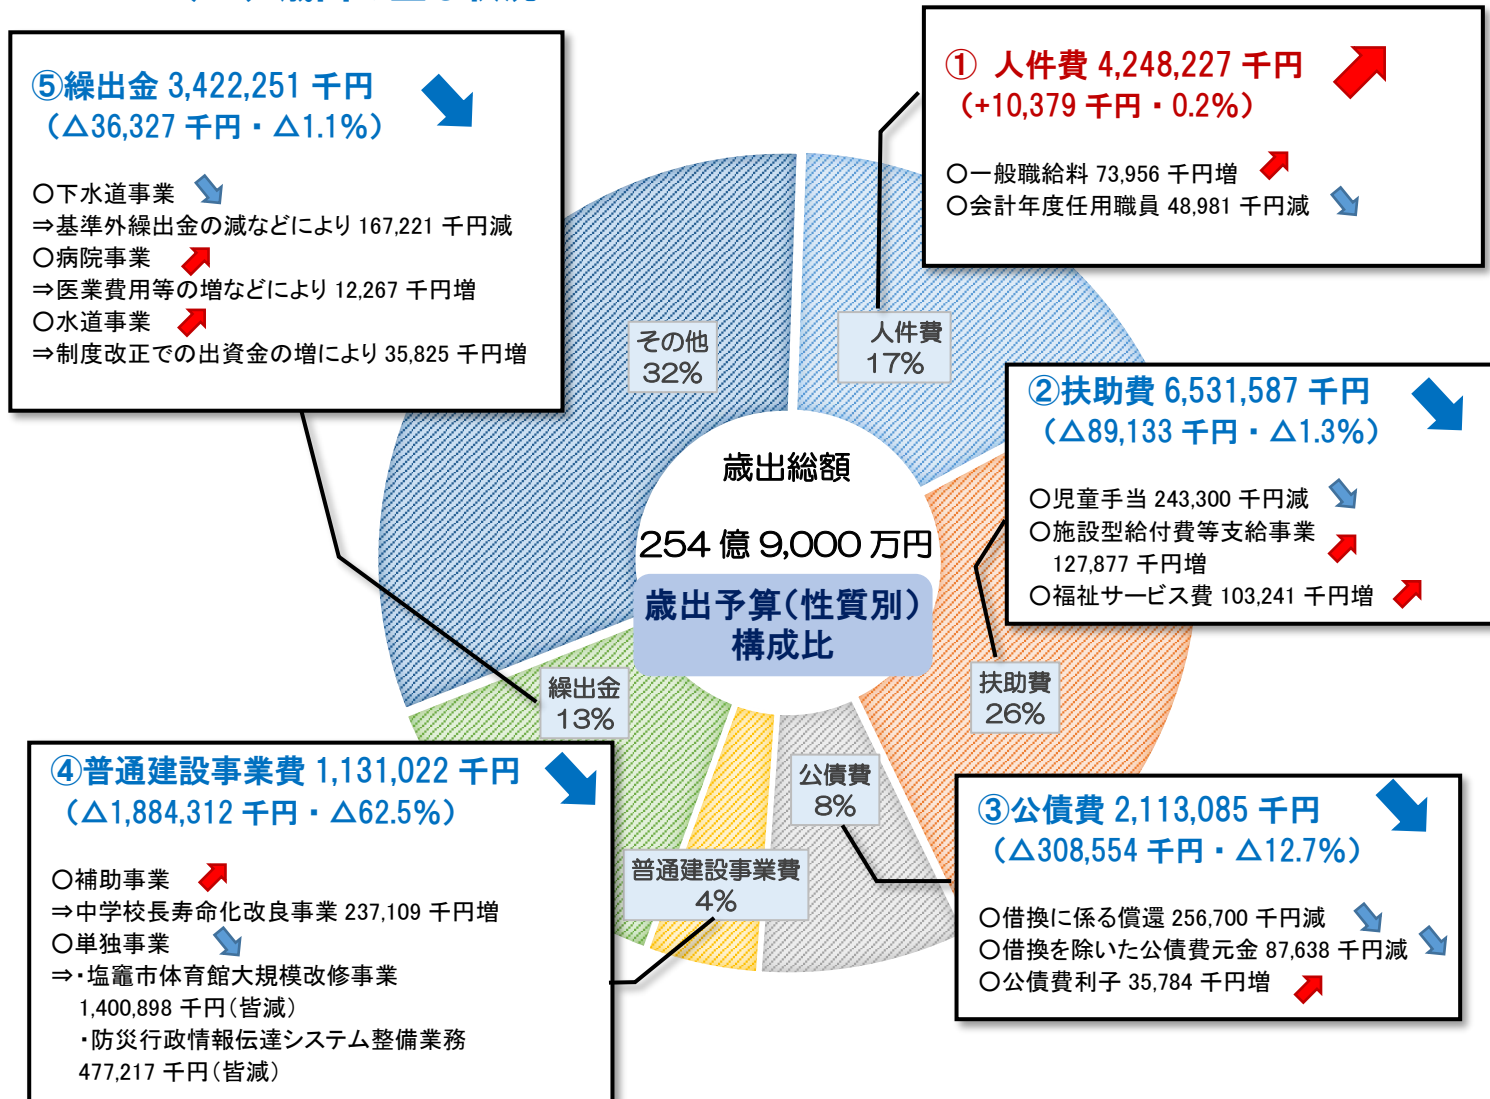 ⑤繰出金 3,422,251 千円
（△36,327 千円・△1.1%）
○下水道事業
⇒基準外繰出金の減などにより 167,221 千円減
○病院事業
⇒医業費用等の増などにより 12,267 千円増
○水道事業
⇒制度改正での出資金の増により 35,825 千円増
① 人件費 4,248,227 千円
（+10,379 千円・0.2%）
○一般職給料 73,956 千円増
○会計年度任用職員 48,981 千円減
その他
32%
人件費
17%
②扶助費 6,531,587 千円
（△89,133 千円・△1.3%）
○児童手当 243,300 千円減
○施設型給付費等支給事業
127,877 千円増
○福祉サービス費 103,241 千円増
歳出総額
254 億 9,000 万円
歳出予算（性質別）
構成比
繰出金
13%
扶助費
26%
公債費
8%
普通建設事業費
4%
④普通建設事業費 1,131,022 千円
（△1,884,312 千円・△62.5%）
○補助事業
⇒中学校長寿命化改良事業 237,109 千円増
○単独事業
⇒・塩竈市体育館大規模改修事業
1,400,898 千円（皆減）
・防災行政情報伝達システム整備業務
477,217 千円（皆減）
③公債費 2,113,085 千円
（△308,554 千円・△12.7%）
○借換に係る償還 256,700 千円減
○借換を除いた公債費元金 87,638 千円減
○公債費利子 35,784 千円増